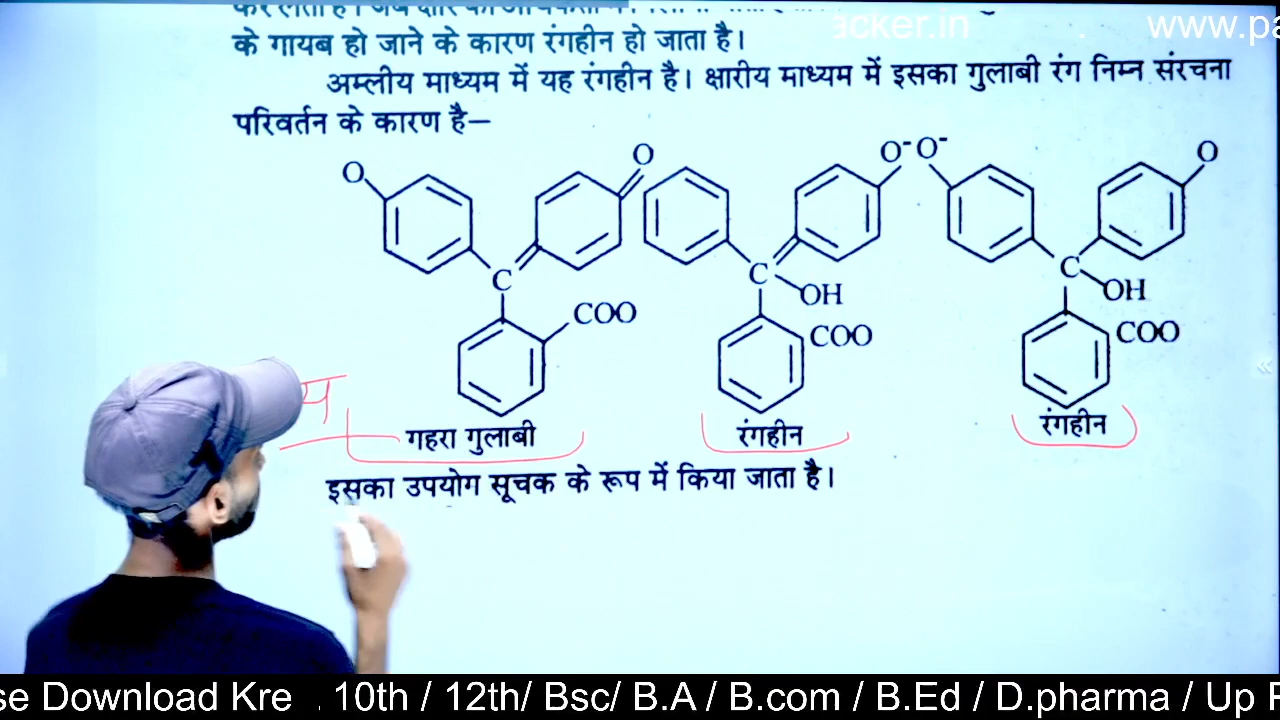 acker.in www.pa
के गायब हो जाने के कारण रंगहीन हो जाता है।
अम्लीय माध्यम में यह रंगहीन है। क्षारीय माध्यम में इसका गुलाबी रंग निम्न संरचना
परिवर्तन के कारण है—
O O O⁻ O⁻ O
C C C
OH OH
COO COO COO
गहरा गुलाबी रंगहीन रंगहीन
इसका उपयोग सूचक के रूप में किया जाता है।
se Download Kre . 10th / 12th/ Bsc/ B.A / B.com / B.Ed / D.pharma / Up